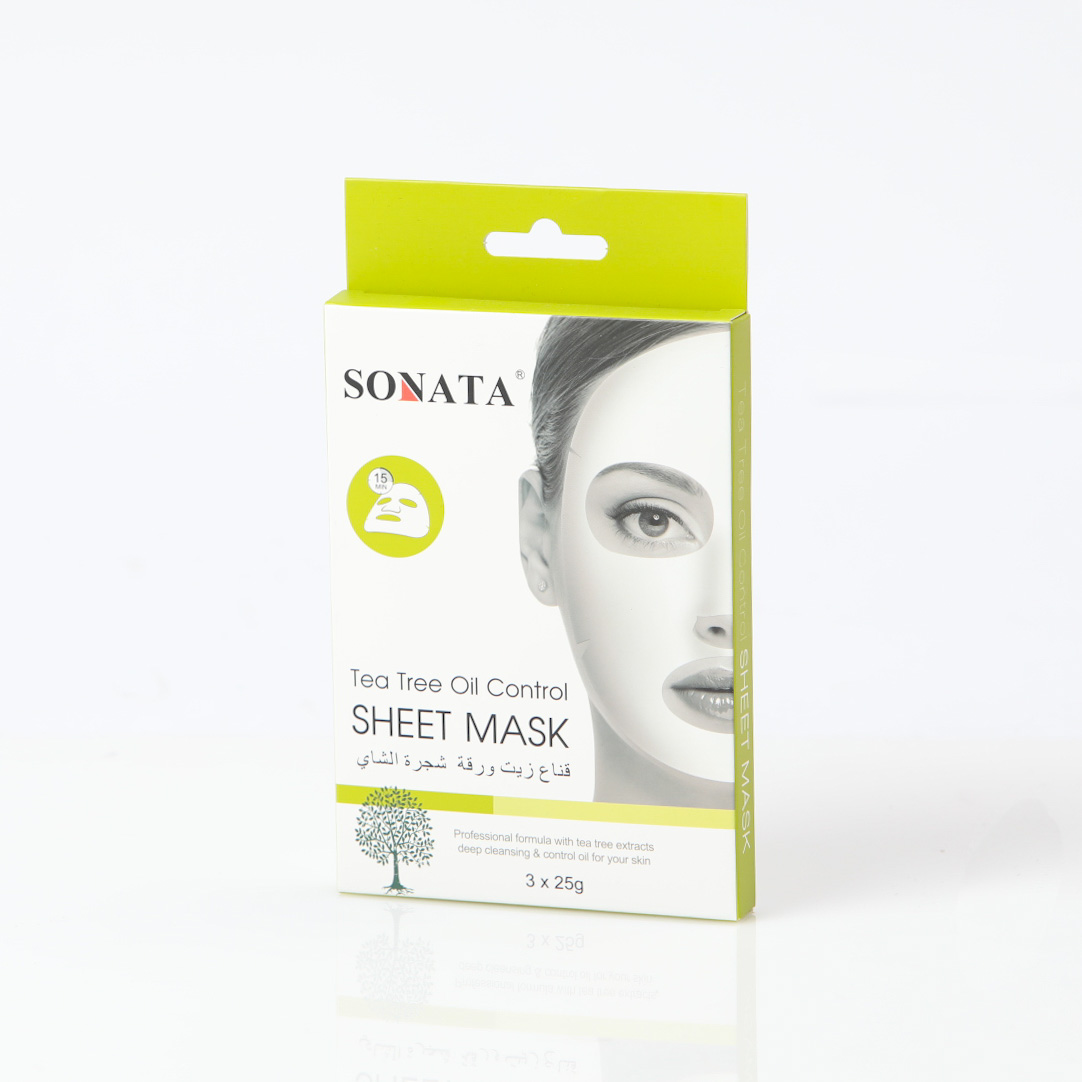 SONATA®
15
MIN
Tea Tree Oil Control
SHEET MASK
قناع زيت ورقة شجرة الشاي
Professional formula with tea tree extracts
deep cleansing & control oil for your skin
3 x 25g
Tea Tree Oil Control SHEET MASK